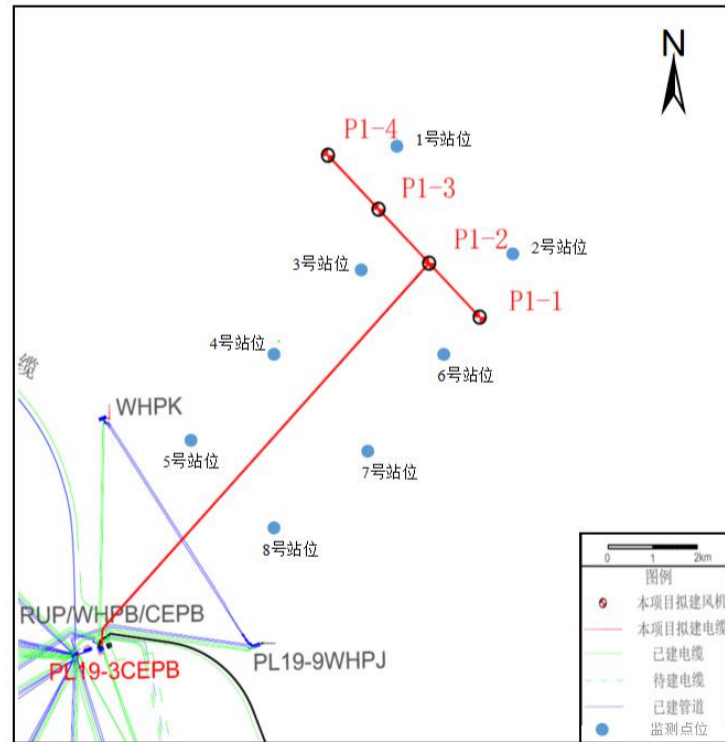 N
P1-4
1号站位
P1-3
P1-2
2号站位
3号站位
P1-1
4号站位
6号站位
缆
WHPK
5号站位
7号站位
8号站位
RUP/WHPB/CEPB
PL19-3CEPB
PL19-9WHPJ
0 1 2km
图例
本项目拟建风机
本项目拟建电缆
已建电缆
待建电缆
已建管道
监测点位